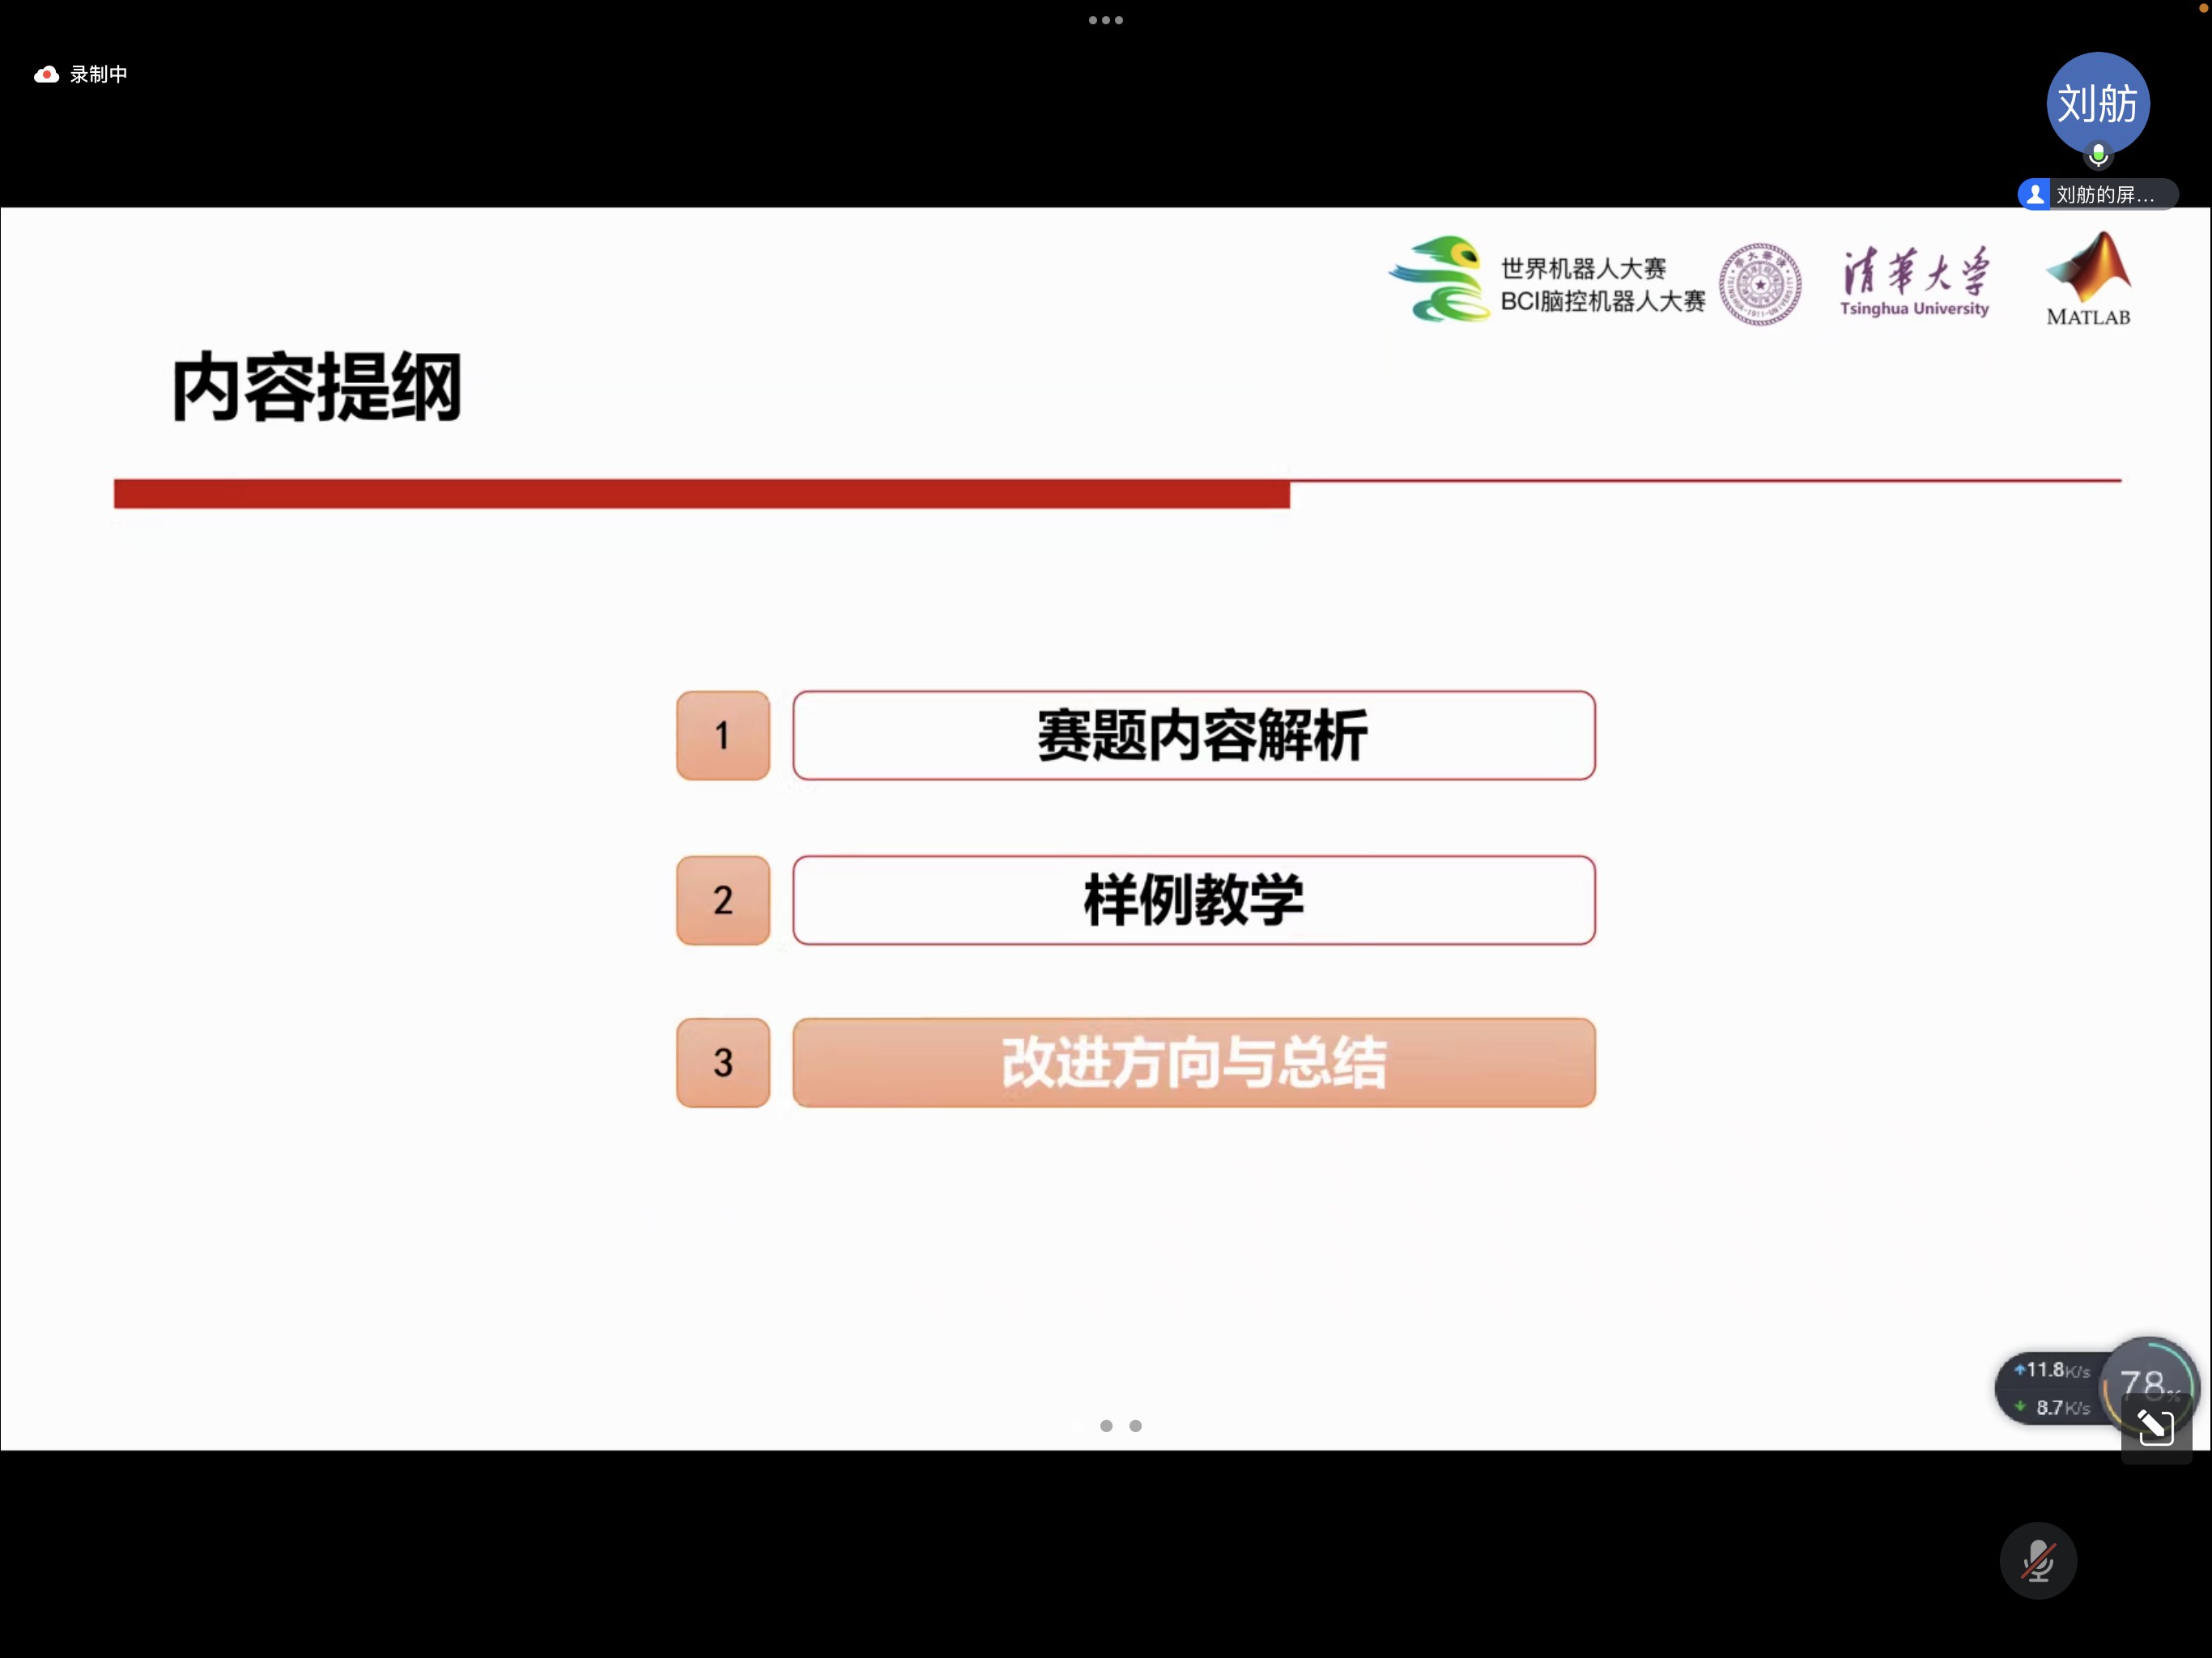 录制中
刘舫
刘舫的屏...
世界机器人大赛
BCI脑控机器人大赛
清华大学
Tsinghua University
MATLAB
内容提纲
1
赛题内容解析
2
样例教学
3
改进方向与总结
11.8K/s
8.7K/s
78%